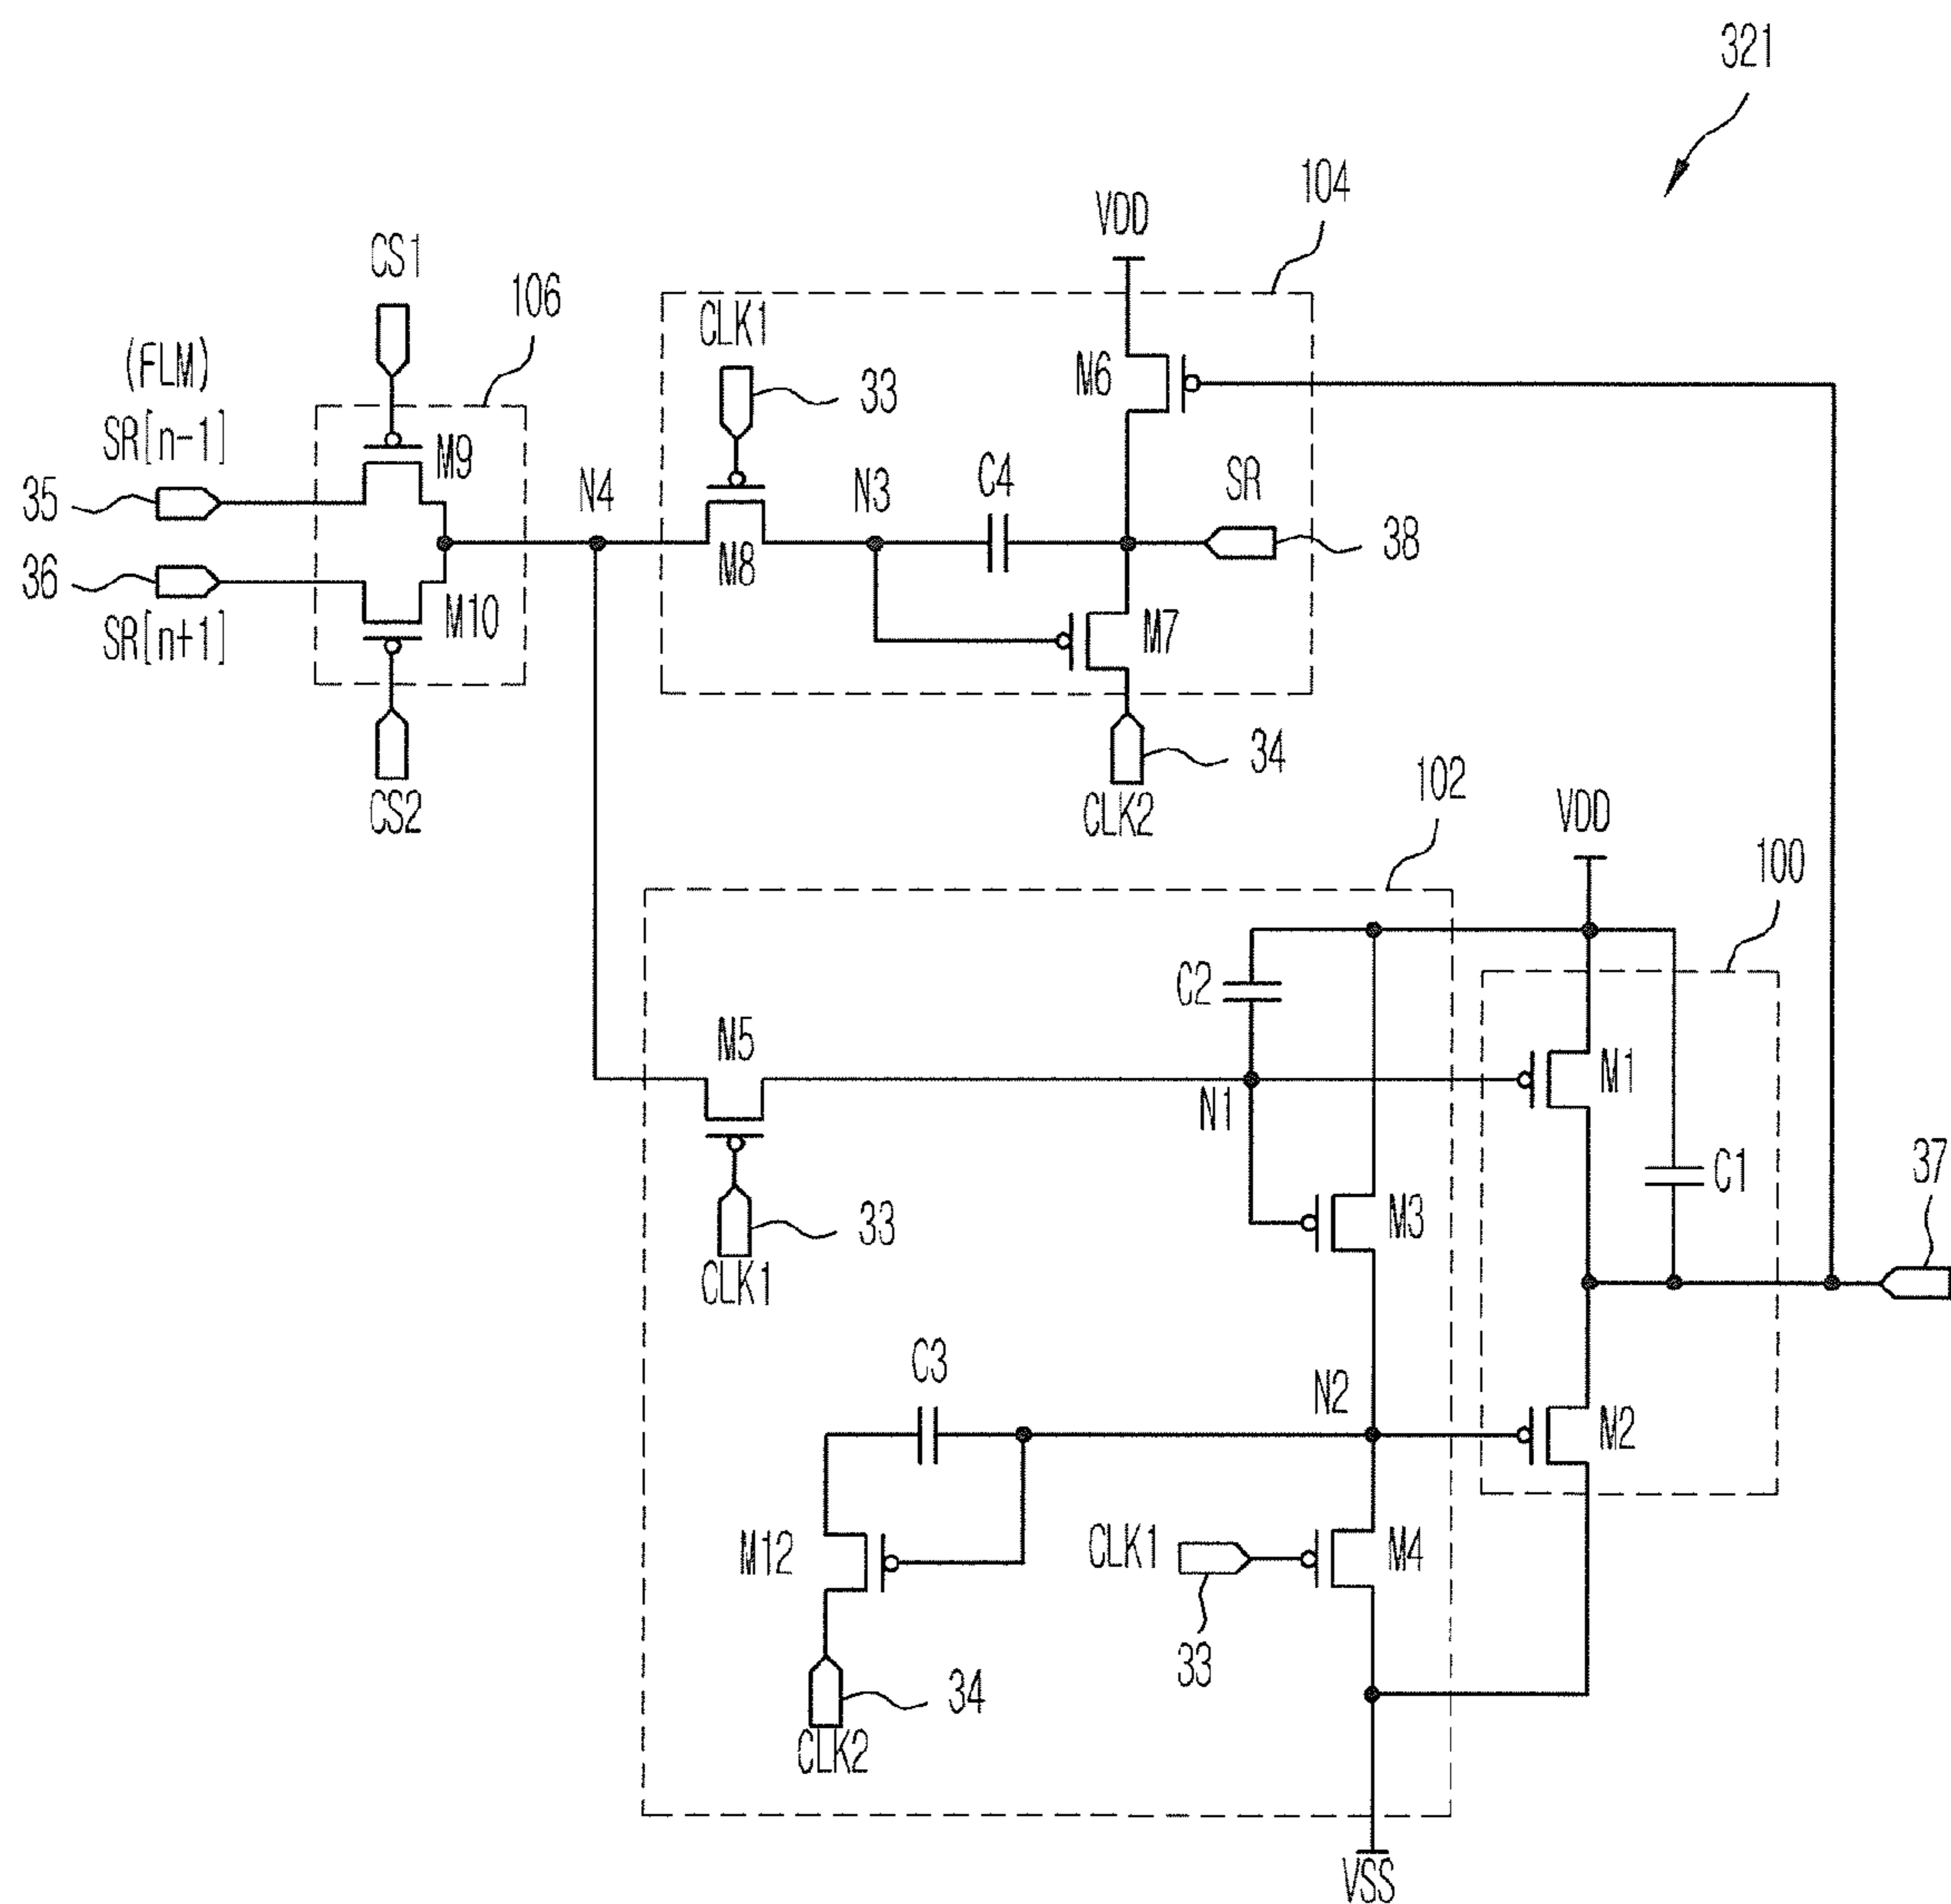 321
104
VDD
CS1
106
CLK1
(FLM)
33
M6
SR[n-1]
M9
35
N4
N3
C4
SR
38
M8
36
M10
M7
SR[n+1]
34
CS2
CLK2
102
VDD
100
C2
M5
M1
N1
37
C1
M3
33
CLK1
C3
N2
M2
M12
CLK1
M4
33
34
CLK2
VSS